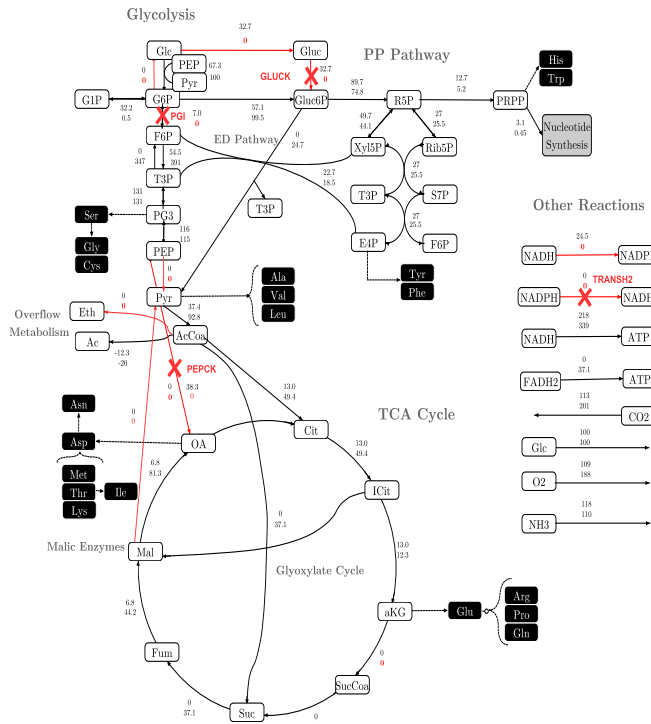 Glycolysis
32.7
0
Glc
Gluc
PP Pathway
PEP
67.3
100
Pyr
0
0
GLUCK
32.7
0
His
Trp
G1P
32.2
0.5
G6P
57.1
99.5
Gluc6P
89.7
74.8
R5P
12.7
5.2
PRPP
PGI
7.0
0
3.1
0.45
Nucleotide
Synthesis
F6P
ED Pathway
0
24.7
49.7
44.1
27
25.5
Xyl5P
Rib5P
0
347
54.5
391
T3P
22.7
18.5
27
25.5
131
131
T3P
S7P
Ser
PG3
T3P
27
25.5
Other Reactions
116
115
Gly
Cys
PEP
E4P
F6P
24.5
0
NADH
NADP
0
0
Ala
Val
Leu
Tyr
Phe
0
0
TRANSH2
NADPH
NADH
Pyr
0
0
Eth
Overflow
Metabolism
37.4
92.8
218
339
Ac
AcCoa
NADH
ATP
-12.3
-20
PEPCK
0
37.1
FADH2
ATP
0
0
38.3
0
13.0
49.4
113
201
CO2
Asn
0
0
TCA Cycle
Asp
OA
Cit
Glc
100
100
13.0
49.4
Met
Thr
Ile
Lys
6.8
81.3
ICit
O2
109
188
0
37.1
NH3
118
110
Malic Enzymes
Mal
Glyoxylate Cycle
13.0
12.3
6.8
44.2
aKG
Glu
Arg
Pro
Gln
Fum
0
0
SucCoa
0
37.1
Suc
0